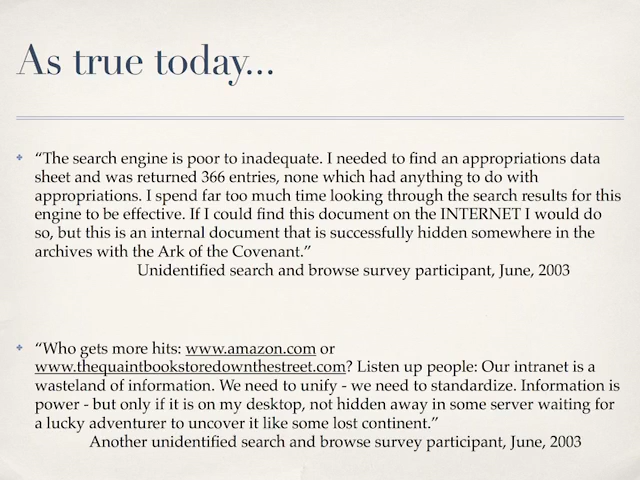 As true today...
“The search engine is poor to inadequate. I needed to find an appropriations data
sheet and was returned 366 entries, none which had anything to do with
appropriations. I spend far too much time looking through the search results for this
engine to be effective. If I could find this document on the INTERNET I would do
so, but this is an internal document that is successfully hidden somewhere in the
archives with the Ark of the Covenant.”
Unidentified search and browse survey participant, June, 2003
“Who gets more hits: www.amazon.com or
www.thequaintbookstoredownthestreet.com? Listen up people: Our intranet is a
wasteland of information. We need to unify - we need to standardize. Information is
power - but only if it is on my desktop, not hidden away in some server waiting for
a lucky adventurer to uncover it like some lost continent.”
Another unidentified search and browse survey participant, June, 2003